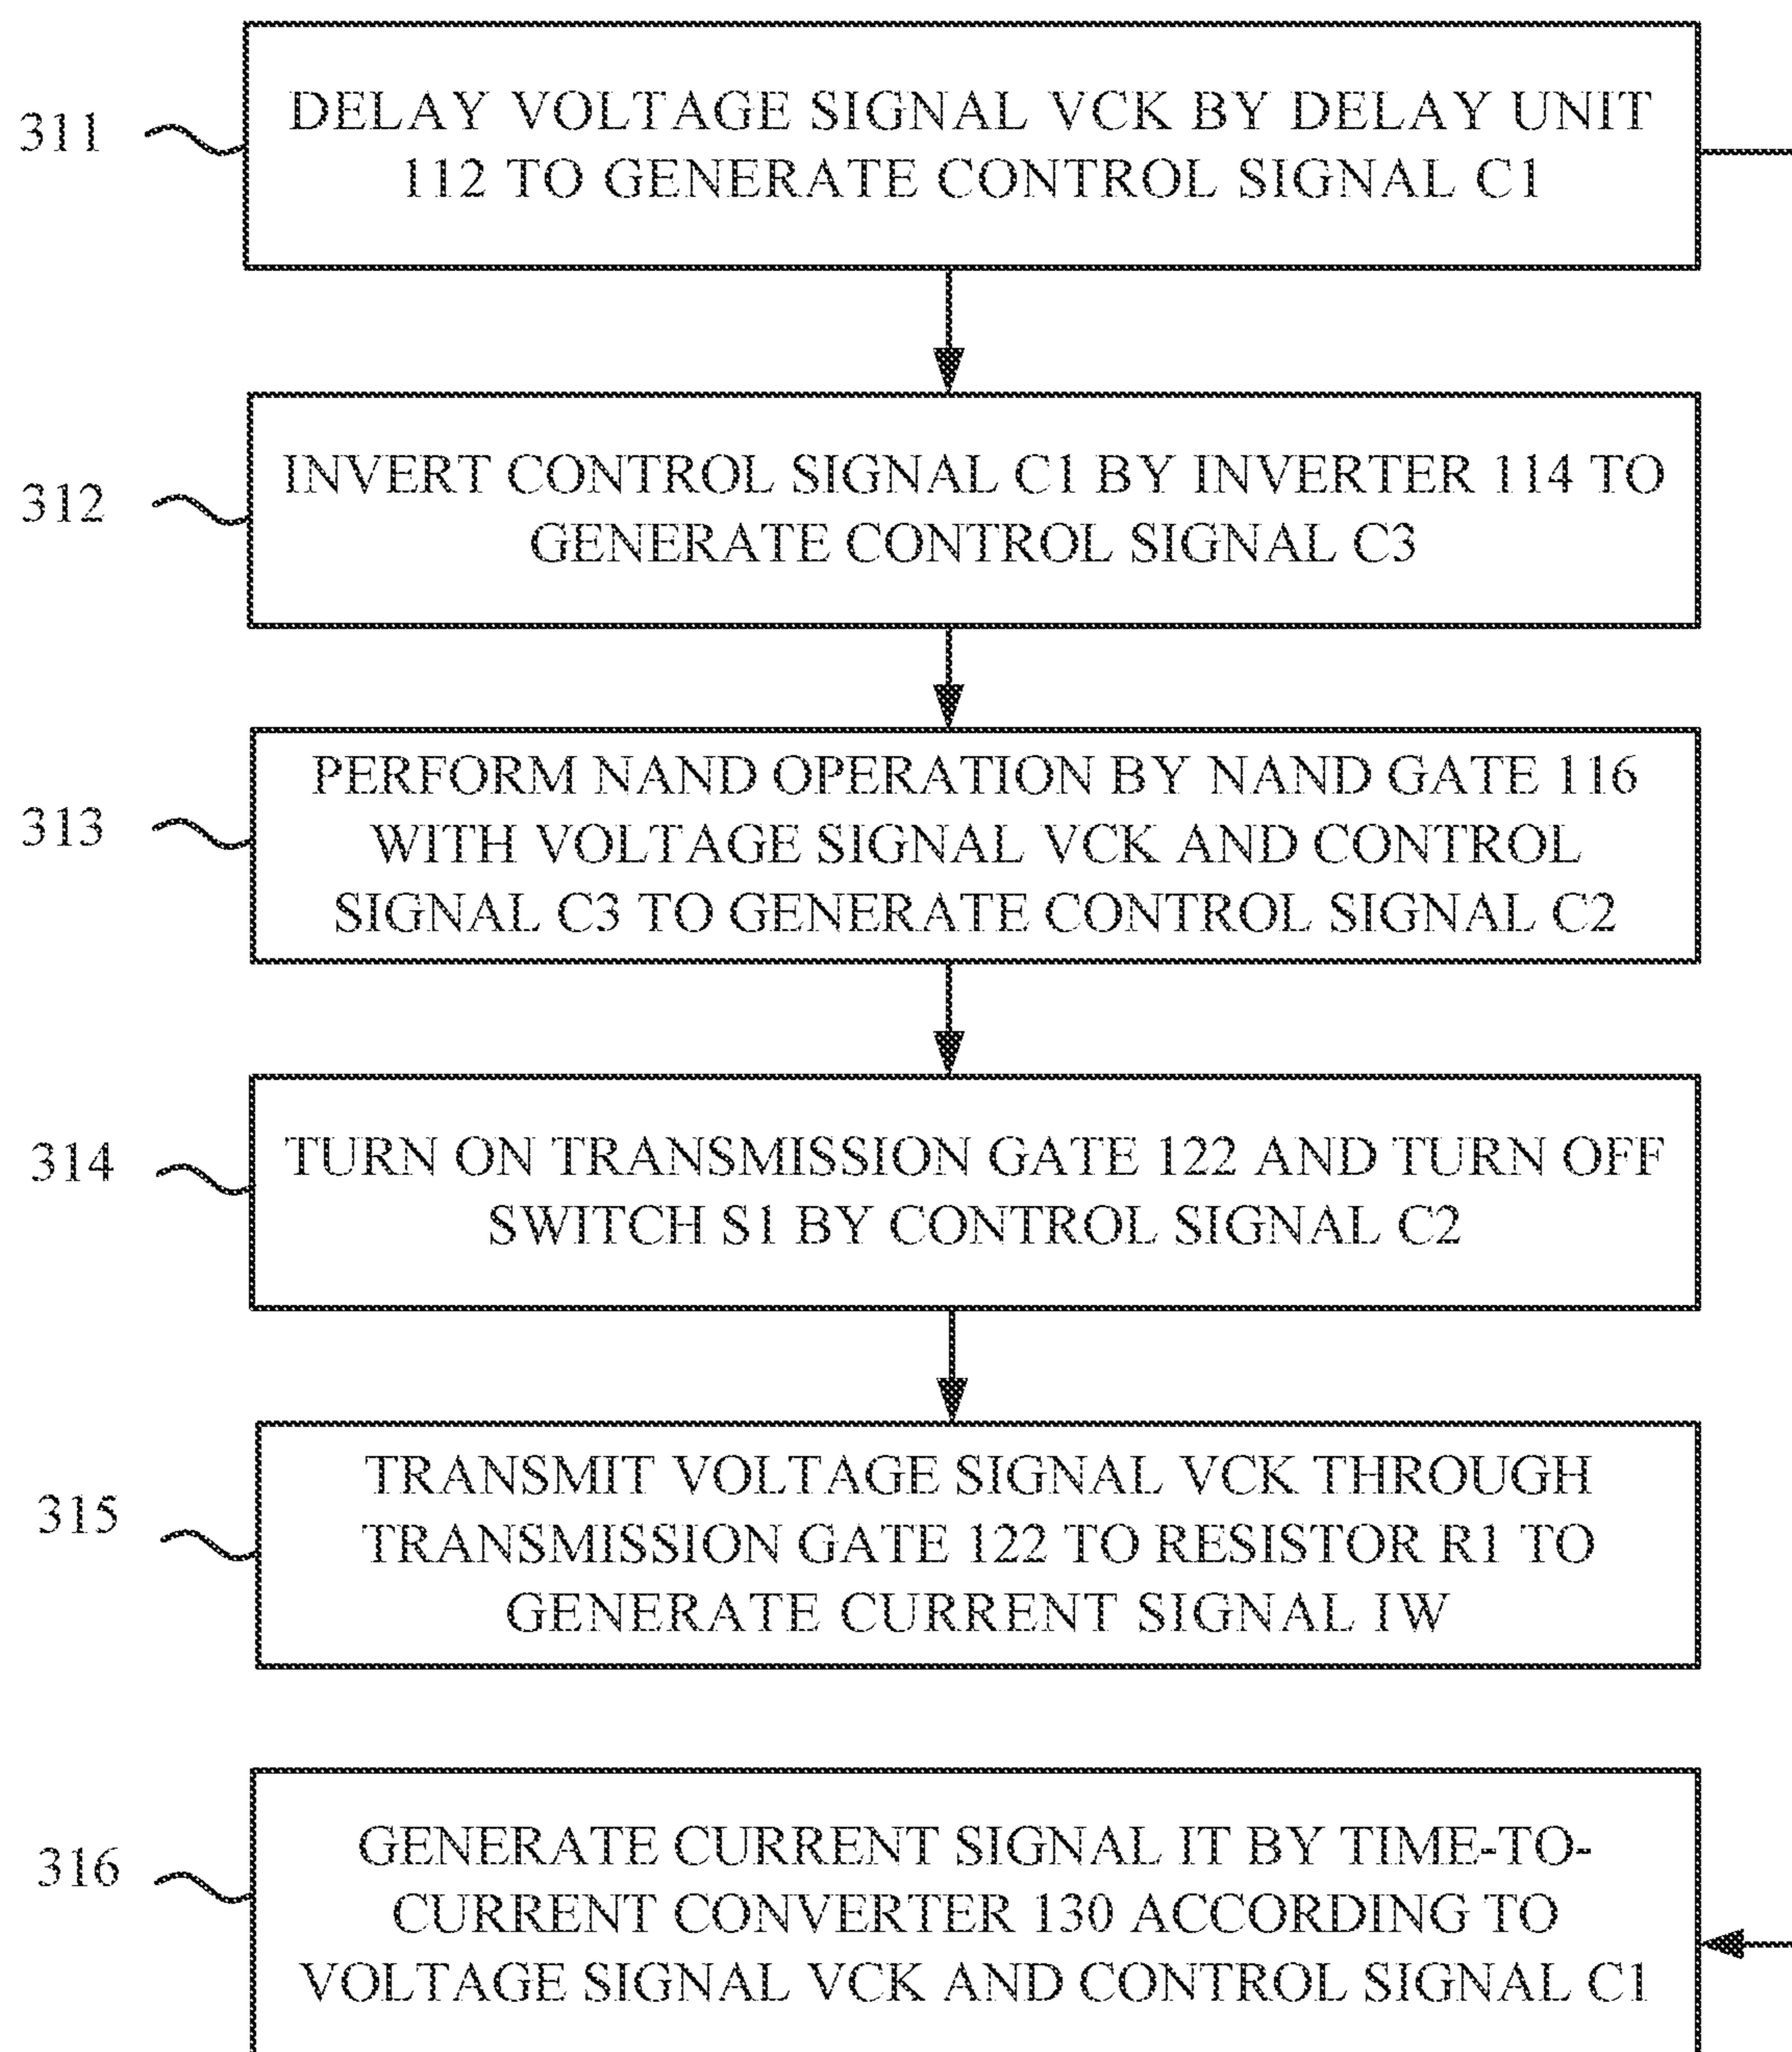 311
DELAY VOLTAGE SIGNAL VCK BY DELAY UNIT
112 TO GENERATE CONTROL SIGNAL C1
312
INVERT CONTROL SIGNAL C1 BY INVERTER 114 TO
GENERATE CONTROL SIGNAL C3
313
PERFORM NAND OPERATION BY NAND GATE 116
WITH VOLTAGE SIGNAL VCK AND CONTROL
SIGNAL C3 TO GENERATE CONTROL SIGNAL C2
314
TURN ON TRANSMISSION GATE 122 AND TURN OFF
SWITCH S1 BY CONTROL SIGNAL C2
315
TRANSMIT VOLTAGE SIGNAL VCK THROUGH
TRANSMISSION GATE 122 TO RESISTOR R1 TO
GENERATE CURRENT SIGNAL IW
316
GENERATE CURRENT SIGNAL IT BY TIME-TO-
CURRENT CONVERTER 130 ACCORDING TO
VOLTAGE SIGNAL VCK AND CONTROL SIGNAL C1